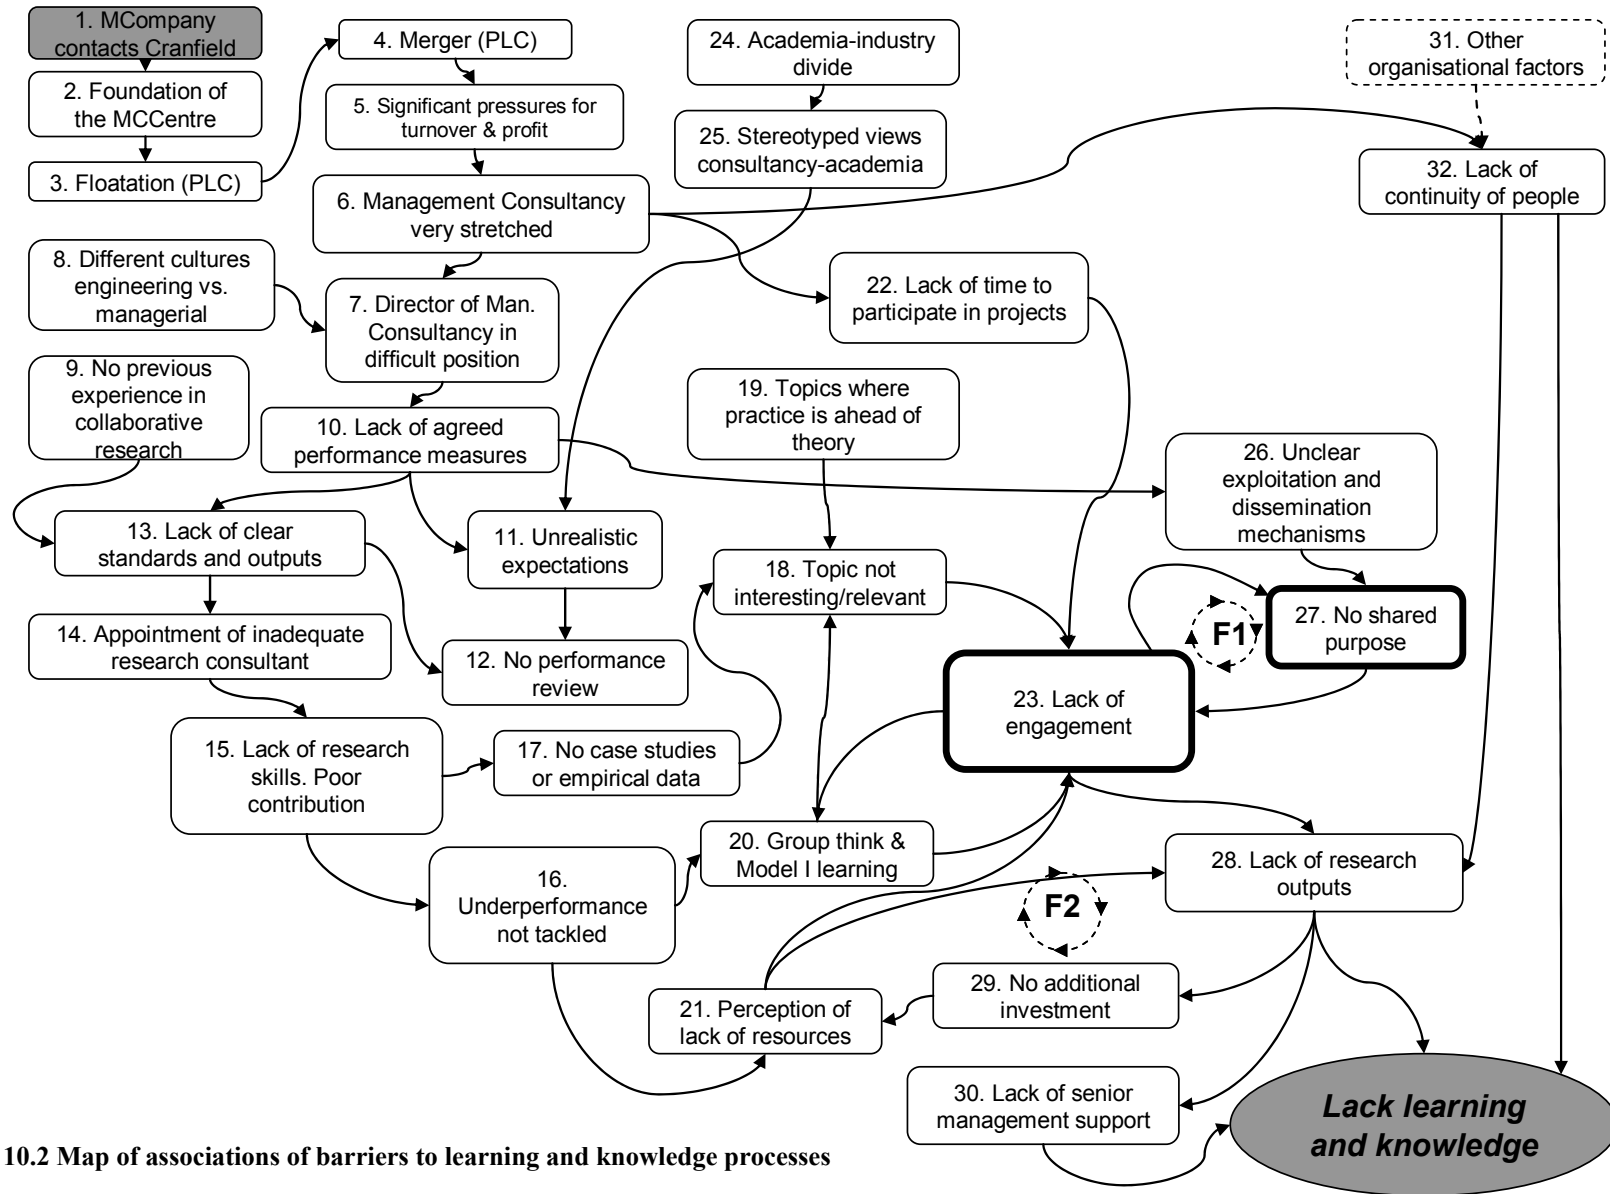 1. MCompany
contacts Cranfield
2. Foundation of
the MCCentre
3. Floatation (PLC)
4. Merger (PLC)
5. Significant pressures for
turnover & profit
6. Management Consultancy
very stretched
8. Different cultures
engineering vs.
managerial
7. Director of Man.
Consultancy in
difficult position
9. No previous
experience in
collaborative
research
10. Lack of agreed
performance measures
24. Academia-industry
divide
25. Stereotyped views
consultancy-academia
31. Other
organisational factors
32. Lack of
continuity of people
22. Lack of time to
participate in projects
19. Topics where
practice is ahead of
theory
26. Unclear
exploitation and
dissemination
mechanisms
13. Lack of clear
standards and outputs
11. Unrealistic
expectations
18. Topic not
interesting/relevant
14. Appointment of inadequate
research consultant
12. No performance
review
F1
27. No shared
purpose
23. Lack of
engagement
15. Lack of research
skills. Poor
contribution
17. No case studies
or empirical data
20. Group think &
Model I learning
28. Lack of research
outputs
16.
Underperformance
not tackled
F2
29. No additional
investment
21. Perception of
lack of resources
30. Lack of senior
management support
Lack learning
and knowledge
10.2 Map of associations of barriers to learning and knowledge processes